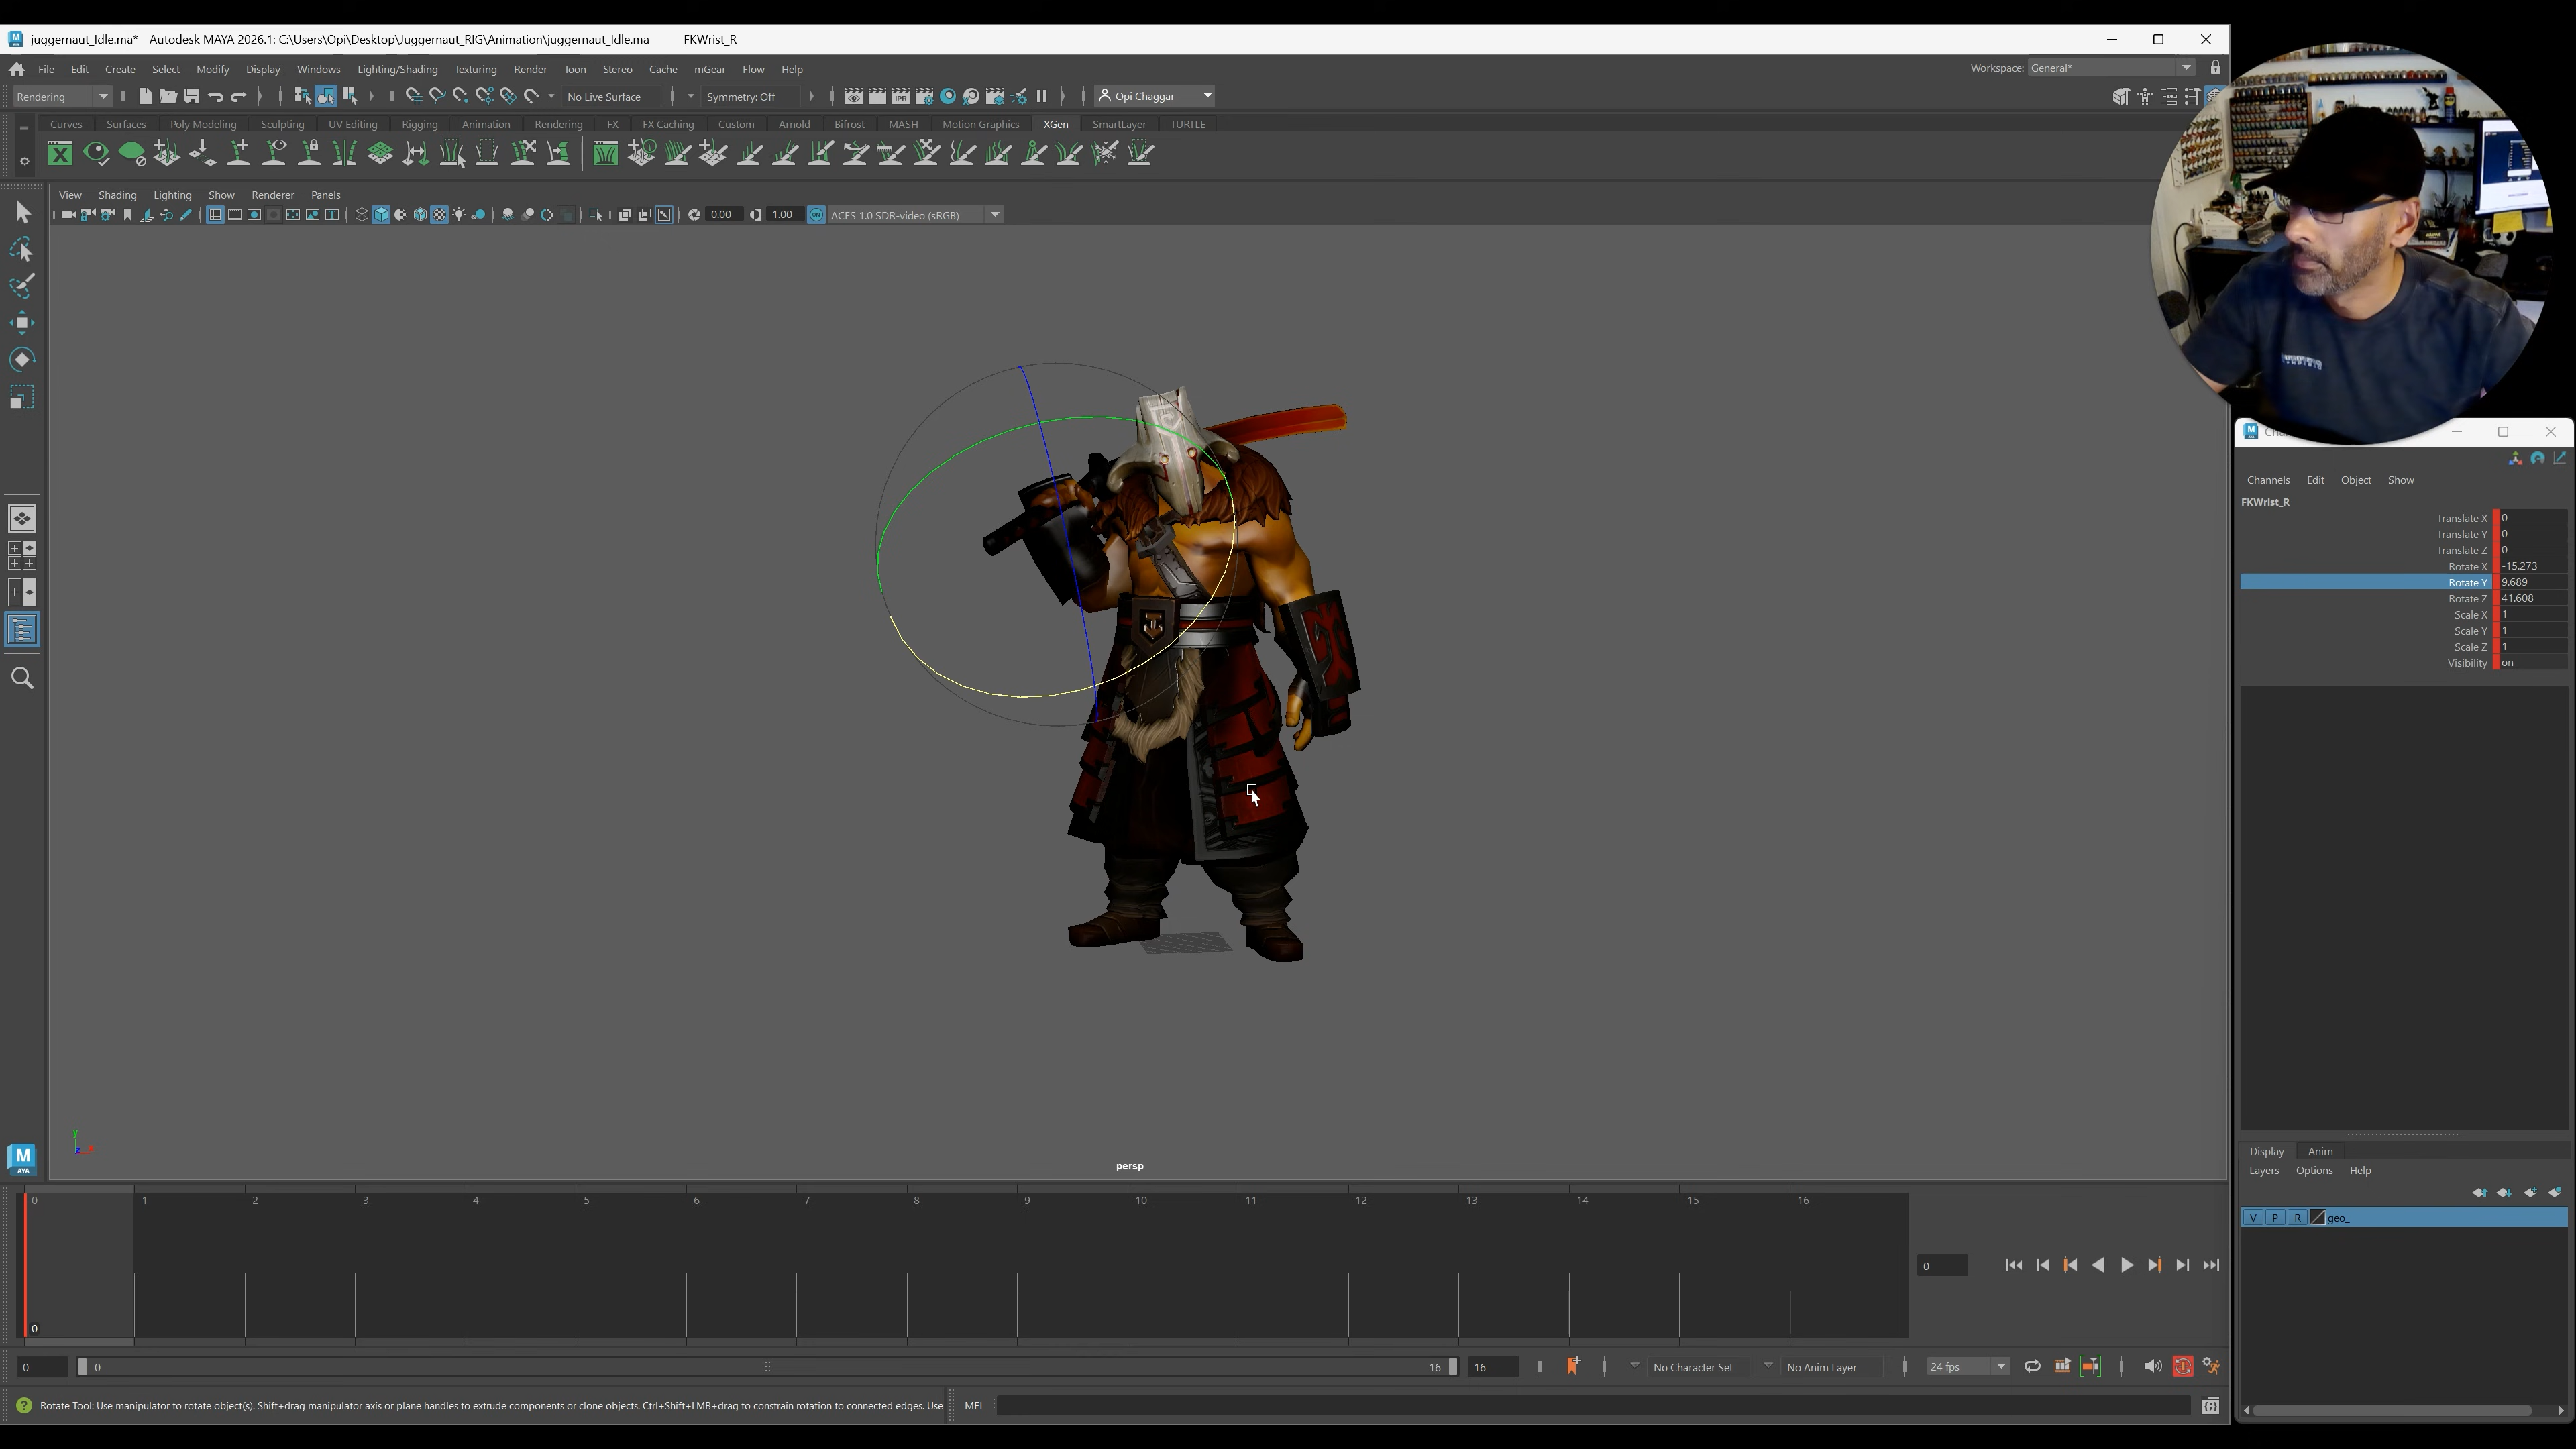 juggernaut_Idle.ma* - Autodesk MAYA 2026.1: C:\Users\Opi\Desktop\Juggernaut_RIG\Animation\juggernaut_Idle.ma --- FKWrist_R
File Edit Create Select Modify Display Windows Lighting/Shading Texturing Render Toon Stereo Cache mGear Flow Help
Workspace: General*
Rendering
No Live Surface
Symmetry: Off
IPR
Opi Chaggar
Curves Surfaces Poly Modeling Sculpting UV Editing Rigging Animation Rendering FX FX Caching Custom Arnold Bifrost MASH Motion Graphics XGen SmartLayer TURTLE
View Shading Lighting Show Renderer Panels
0.00 1.00 ON ACES 1.0 SDR-video (sRGB)
Channels Edit Object Show
FKWrist_R
Translate X 0
Translate Y 0
Translate Z 0
Rotate X -15.273
Rotate Y 9.689
Rotate Z 41.608
Scale X 1
Scale Y 1
Scale Z 1
Visibility on
y
persp
M
AYA
Display Anim
Layers Options Help
V P R geo_
0 1 2 3 4 5 6 7 8 9 10 11 12 13 14 15 16
0
0
0 0 16 16
No Character Set
No Anim Layer
24 fps
Rotate Tool: Use manipulator to rotate object(s). Shift+drag manipulator axis or plane handles to extrude components or clone objects. Ctrl+Shift+LMB+drag to constrain rotation to connected edges. Use
MEL